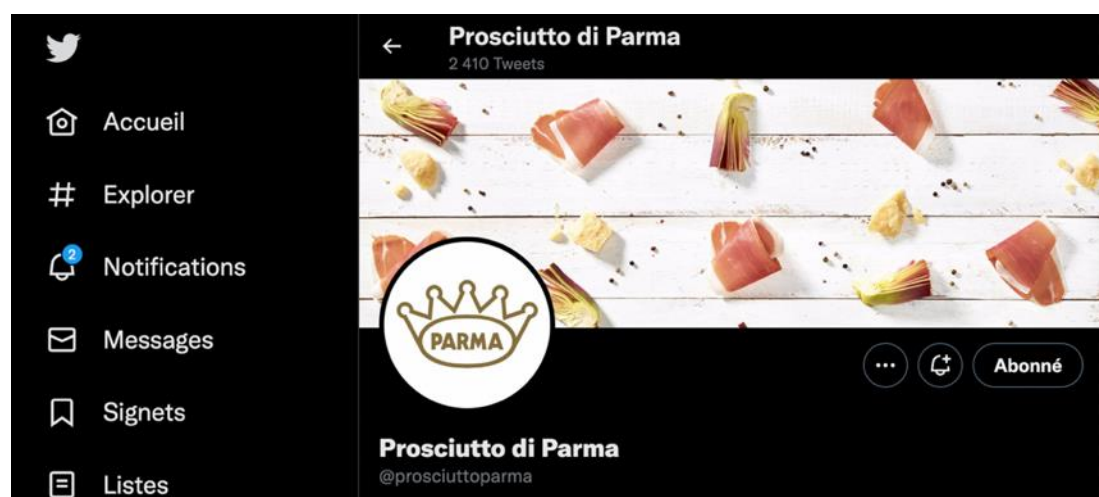 Accueil
Explorer
2
Notifications
Messages
Signets
Listes
Prosciutto di Parma
2 410 Tweets
PARMA
Abonné
Prosciutto di Parma
@prosciuttoparma